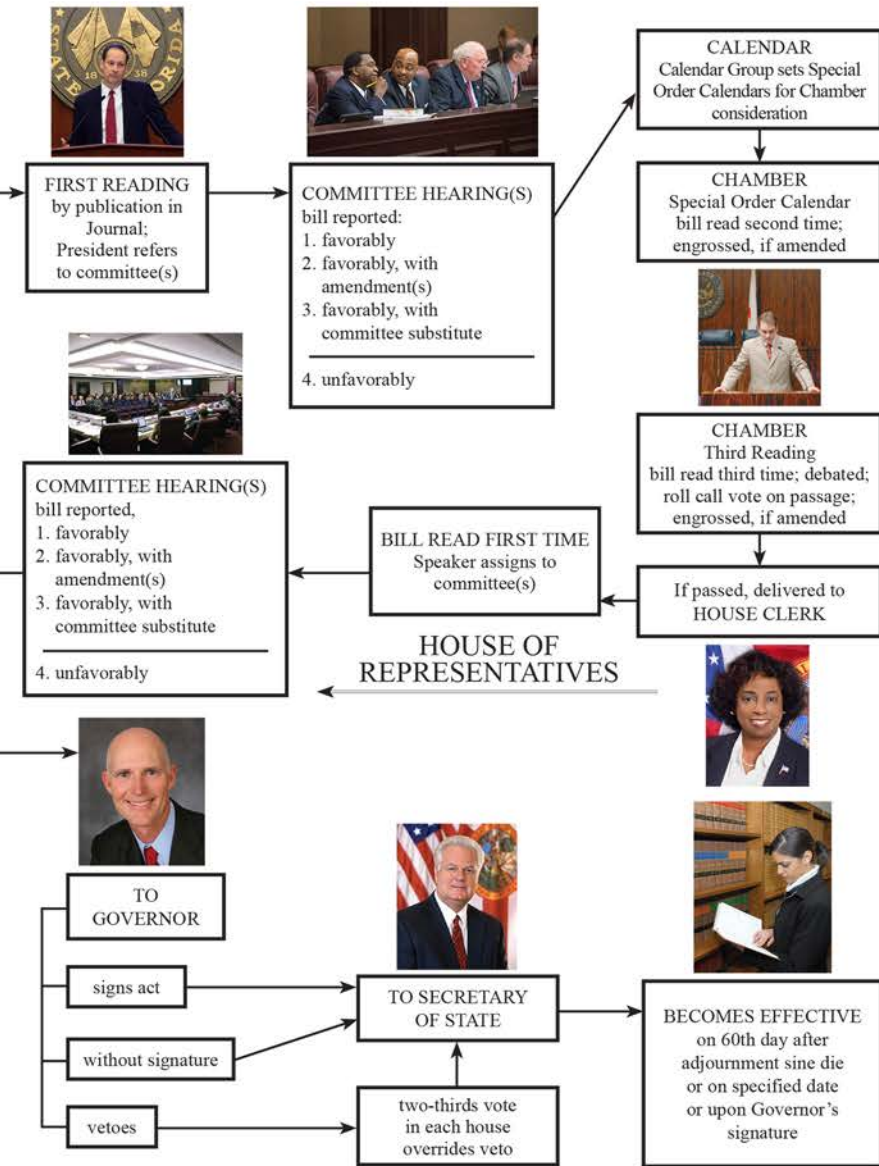 FIRST READING
by publication in
Journal;
President refers
to committee(s)
COMMITTEE HEARING(S)
bill reported:
1. favorably
2. favorably, with
amendment(s)
3. favorably, with
committee substitute
4. unfavorably
CALENDAR
Calendar Group sets Special
Order Calendars for Chamber
consideration
CHAMBER
Special Order Calendar
bill read second time;
engrossed, if amended
CHAMBER
Third Reading
bill read third time; debated;
roll call vote on passage;
engrossed, if amended
If passed, delivered to
HOUSE CLERK
HOUSE OF
REPRESENTATIVES
BILL READ FIRST TIME
Speaker assigns to
committee(s)
COMMITTEE HEARING(S)
bill reported,
1. favorably
2. favorably, with
amendment(s)
3. favorably, with
committee substitute
4. unfavorably
TO
GOVERNOR
signs act
without signature
vetoes
two-thirds vote
in each house
overrides veto
TO SECRETARY
OF STATE
BECOMES EFFECTIVE
on 60th day after
adjournment sine die
or on specified date
or upon Governor's
signature